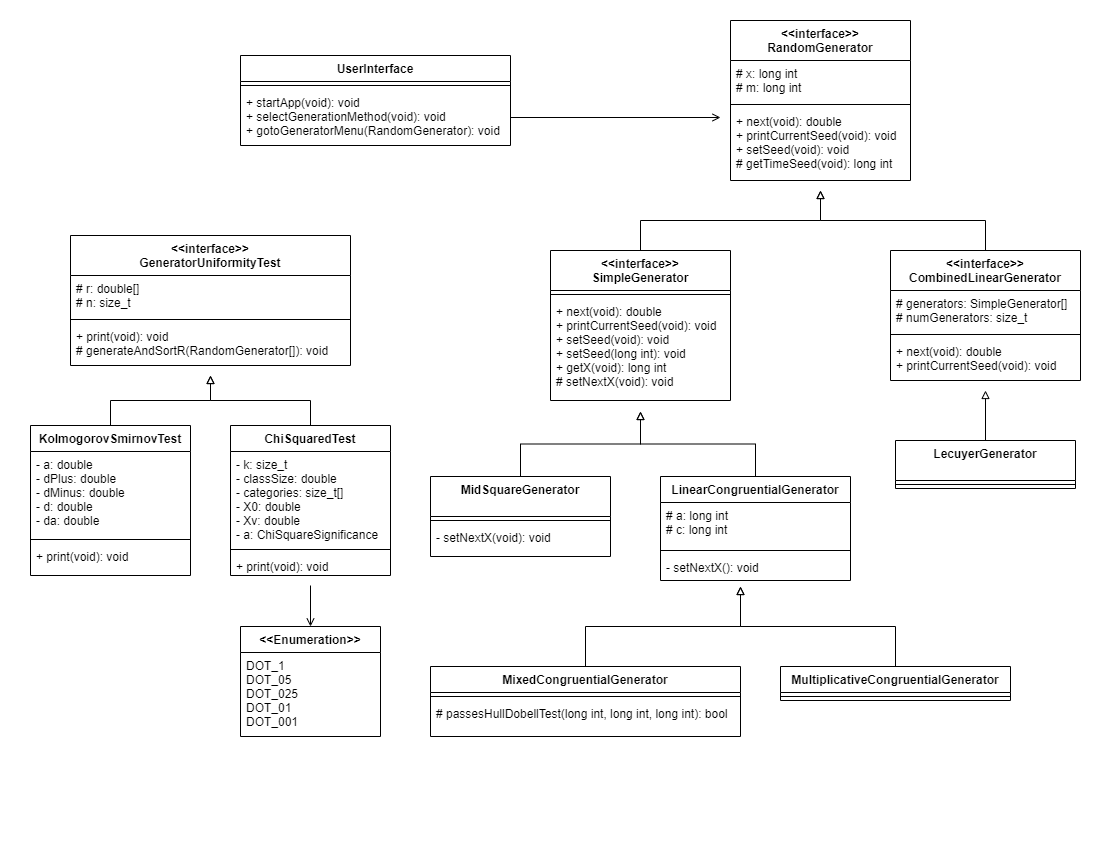 <<interface>>
RandomGenerator
# x: long int
# m: long int
+ next(void): double
+ printCurrentSeed(void): void
+ setSeed(void): void
# getTimeSeed(void): long int
UserInterface
+ startApp(void): void
+ selectGenerationMethod(void): void
+ gotoGeneratorMenu(RandomGenerator): void
<<interface>>
GeneratorUniformityTest
# r: double[]
# n: size_t
+ print(void): void
# generateAndSortR(RandomGenerator[]): void
<<interface>>
SimpleGenerator
+ next(void): double
+ printCurrentSeed(void): void
+ setSeed(void): void
+ setSeed(long int): void
+ getX(void): long int
# setNextX(void): void
<<interface>>
CombinedLinearGenerator
# generators: SimpleGenerator[]
# numGenerators: size_t
+ next(void): double
+ printCurrentSeed(void): void
KolmogorovSmirnovTest
- a: double
- dPlus: double
- dMinus: double
- d: double
- da: double
+ print(void): void
ChiSquaredTest
- k: size_t
- classSize: double
- categories: size_t[]
- X0: double
- Xv: double
- a: ChiSquareSignificance
+ print(void): void
LecuyerGenerator
MidSquareGenerator
- setNextX(void): void
LinearCongruentialGenerator
# a: long int
# c: long int
- setNextX(): void
<<Enumeration>>
DOT_1
DOT_05
DOT_025
DOT_01
DOT_001
MixedCongruentialGenerator
# passesHullDobellTest(long int, long int, long int): bool
MultiplicativeCongruentialGenerator